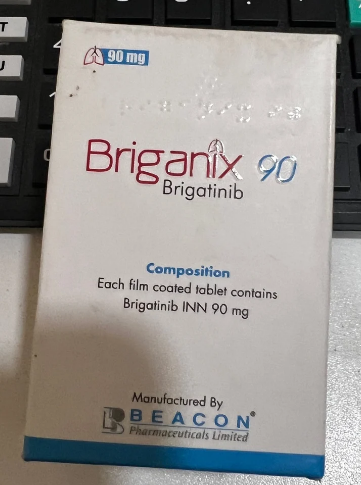 90 mg
Briganix 90
Brigatinib
Composition
Each film coated tablet contains
Brigatinib INN 90 mg
Manufactured By
BEACON®
Pharmaceuticals Limited